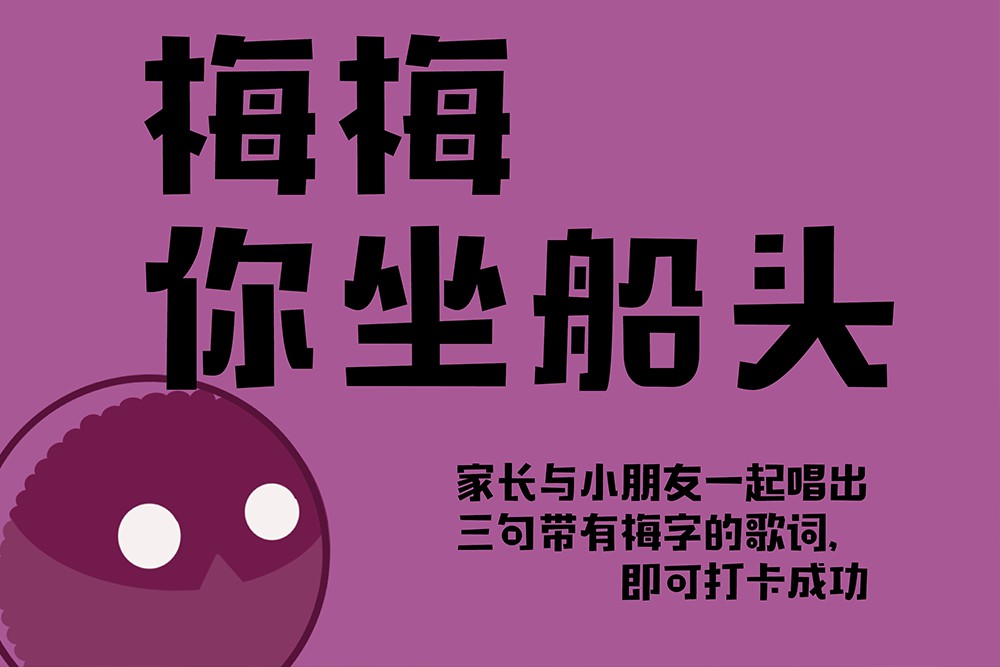 梅梅
你坐船头
家长与小朋友一起唱出
三句带有梅字的歌词，
即可打卡成功